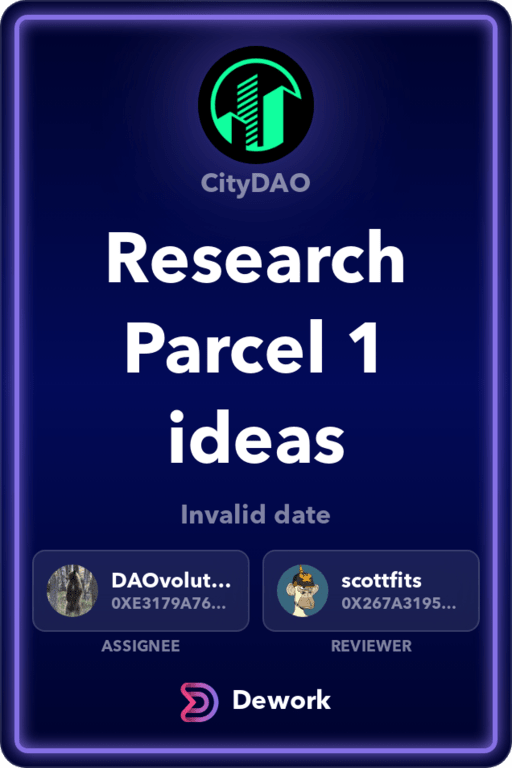 CityDAO
Research
Parcel 1
ideas
Invalid date
DAOvolut...
0XE3179A76...
scottfits
0X267A3195...
ASSIGNEE
REVIEWER
Dework